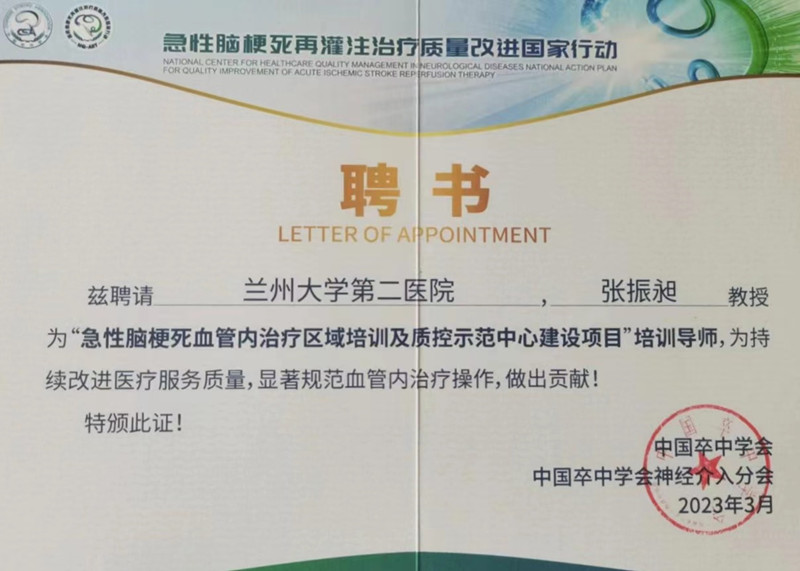 急性脑梗死再灌注治疗质量改进国家行动
NATIONAL CENTER FOR HEALTHCARE QUALITY MANAGEMENT IN NEUROLOGICAL DISEASES NATIONAL ACTION PLAN
FOR QUALITY IMPROVEMENT OF ACUTE ISCHEMIC STROKE REPERFUSION THERAPY
聘书
LETTER OF APPOINTMENT
兹聘请 兰州大学第二医院 , 张振昶 教授
为“急性脑梗死血管内治疗区域培训及质控示范中心建设项目”培训导师,为持
续改进医疗服务质量,显著规范血管内治疗操作,做出贡献!
特颁此证!
中国卒中学会
中国卒中学会神经介入分会
2023年3月